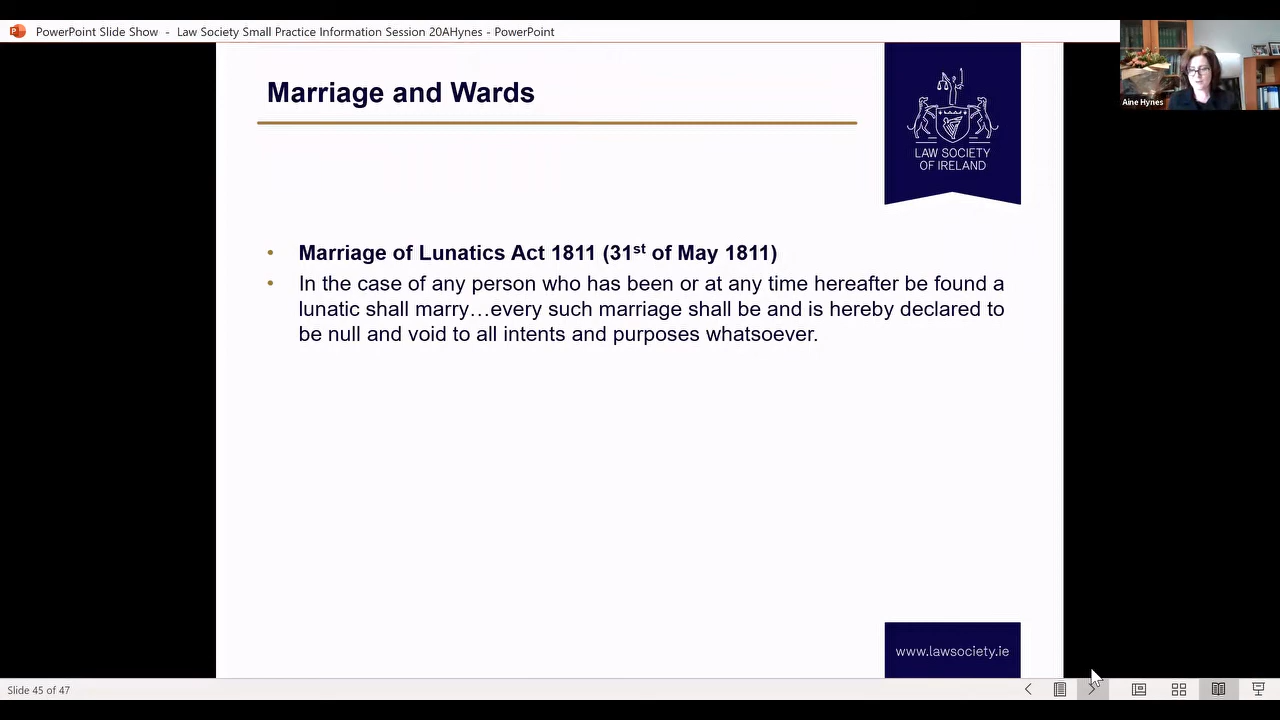 PowerPoint Slide Show - Law Society Small Practice Information Session 20AHynes - PowerPoint
Aine Hynes
Marriage and Wards
LAW SOCIETY
OF IRELAND
• Marriage of Lunatics Act 1811 (31st of May 1811)
• In the case of any person who has been or at any time hereafter be found a
lunatic shall marry…every such marriage shall be and is hereby declared to
be null and void to all intents and purposes whatsoever.
www.lawsociety.ie
Slide 45 of 47